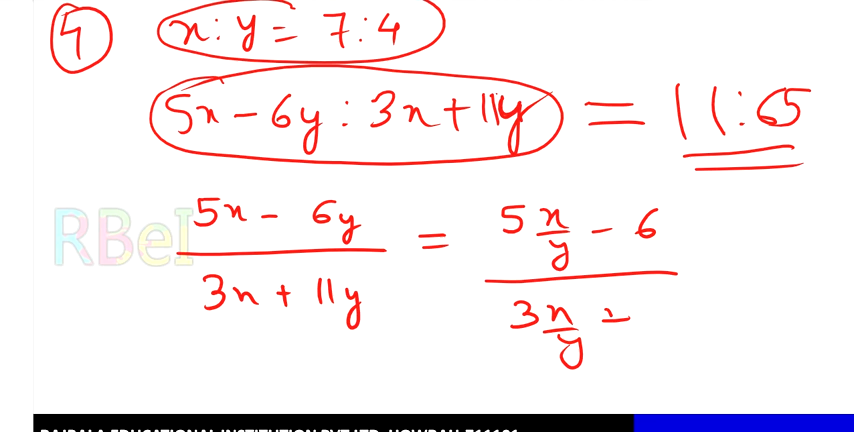 4 x : y = 7 : 4
5x - 6y : 3x + 11y = 11 : 65
5x - 6y / 3x + 11y = 5 x/y - 6 / 3 x/y
RBeI